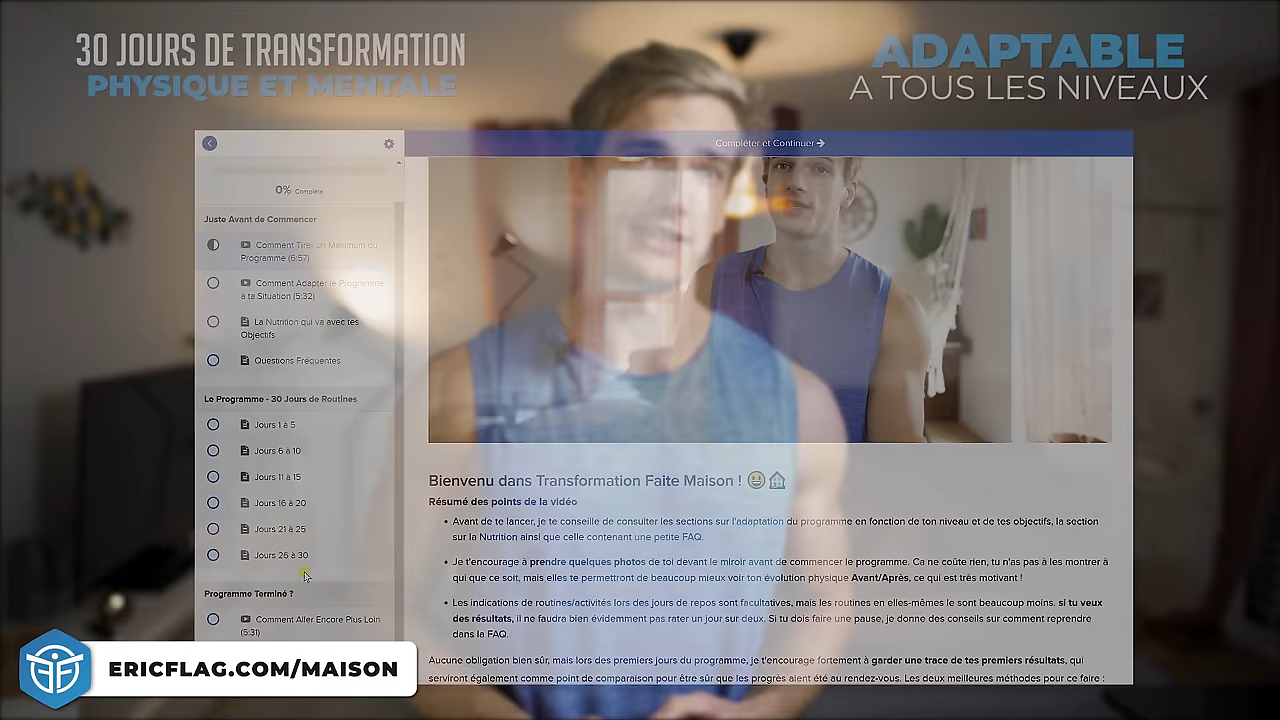 30 JOURS DE TRANSFORMATION
PHYSIQUE ET MENTALE
ADAPTABLE
A TOUS LES NIVEAUX
Compléter et Continuer →
0% Complete
Juste Avant de Commencer
Comment Tirer un Maximum du
Programme (6:57)
Comment Adapter le Programme
à ta Situation (5:32)
La Nutrition qui va avec tes
Objectifs
Questions Fréquentes
Le Programme - 30 Jours de Routines
Jours 1 à 5
Jours 6 à 10
Jours 11 à 15
Jours 16 à 20
Jours 21 à 25
Jours 26 à 30
Programme Terminé ?
Comment Aller Encore Plus Loin
(5:31)
Bienvenu dans Transformation Faite Maison ! 😃🏠
Résumé des points de la vidéo
• Avant de te lancer, je te conseille de consulter les sections sur l'adaptation du programme en fonction de ton niveau et de tes objectifs, la section
sur la Nutrition ainsi que celle contenant une petite FAQ.
• Je t'encourage à prendre quelques photos de toi devant le miroir avant de commencer le programme. Ca ne coûte rien, tu n'as pas à les montrer à
qui que ce soit, mais elles te permettront de beaucoup mieux voir ton évolution physique Avant/Après, ce qui est très motivant !
• Les indications de routines/activités lors des jours de repos sont facultatives, mais les routines en elles-mêmes le sont beaucoup moins. si tu veux
des résultats, il ne faudra bien évidemment pas rater un jour sur deux. Si tu dois faire une pause, je donne des conseils sur comment reprendre
dans la FAQ.
Aucune obligation bien sûr, mais lors des premiers jours du programme, je t'encourage fortement à garder une trace de tes premiers résultats, qui
serviront également comme point de comparaison pour être sûr que les progrès aient été au rendez-vous. Les deux meilleures méthodes pour ce faire :
ERICFLAG.COM/MAISON